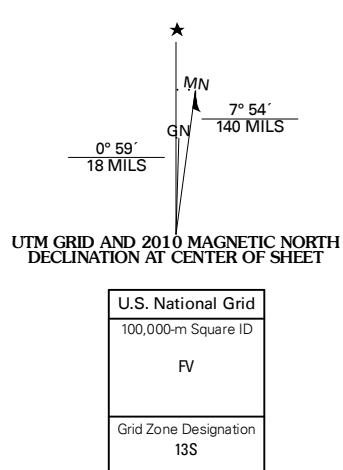 MN
7° 54´
140 MILS
GN
0° 59´
18 MILS
UTM GRID AND 2010 MAGNETIC NORTH
DECLINATION AT CENTER OF SHEET
U.S. National Grid
100,000-m Square ID
FV
Grid Zone Designation
13S